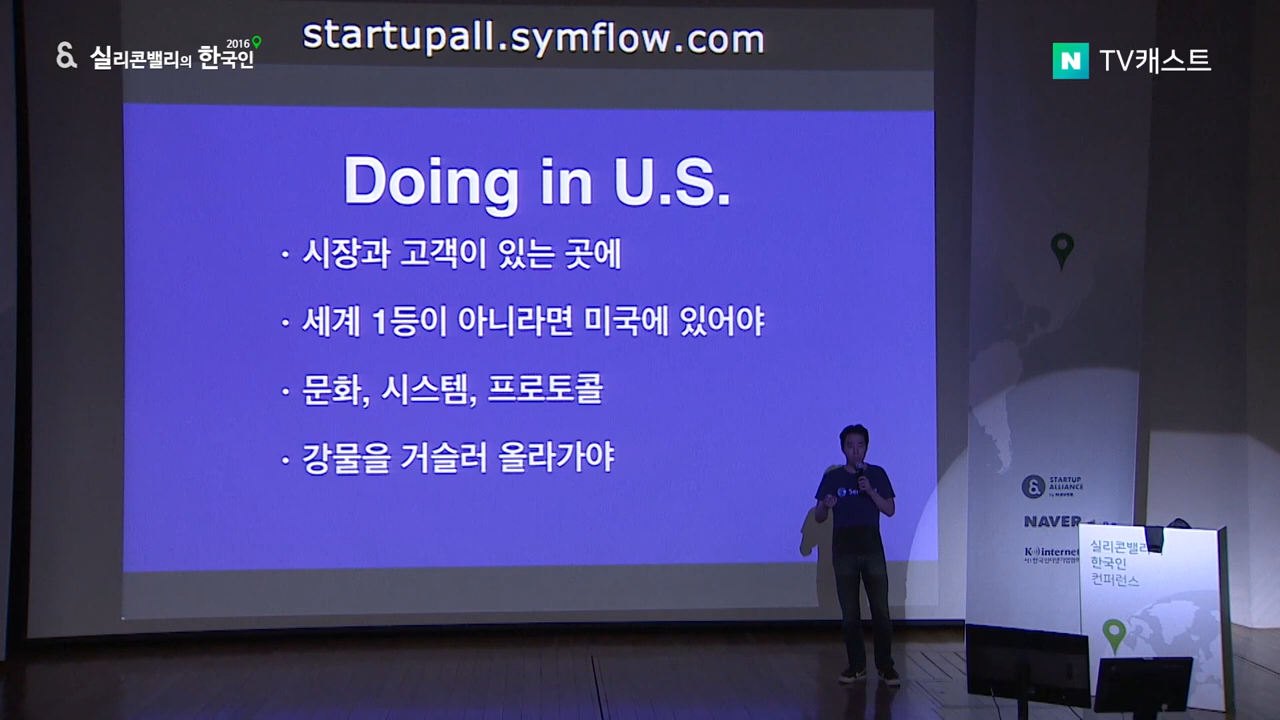 startupall.symflow.com
실리콘밸리의 한국인
2016
N TV캐스트
Doing in U.S.
· 시장과 고객이 있는 곳에
· 세계 1등이 아니라면 미국에 있어야
· 문화, 시스템, 프로토콜
· 강물을 거슬러 올라가야
STARTUP
ALLIANCE
by NAVER
NAVER
K internet
실리콘밸리
한국인
컨퍼런스